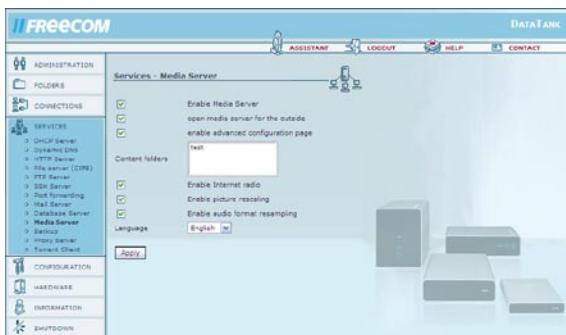 FREECOM
DATATANK
ASSISTANT LOGOUT HELP CONTACT
ADMINISTRATION
FOLDERS
CONNECTIONS
SERVICES
DHCP Server
Dynamic DNS
HTTP Server
File server (CIFS)
FTP Server
SSH Server
Port forwarding
Mail Server
Database Server
Media Server
Backup
Proxy Server
Torrent Client
CONFIGURATION
HARDWARE
INFORMATION
SHUTDOWN
Services - Media Server
Enable Media Server
open media server for the outside
enable advanced configuration page
Content folders
test
Enable Internet radio
Enable picture rescaling
Enable audio format resampling
Language English
Apply